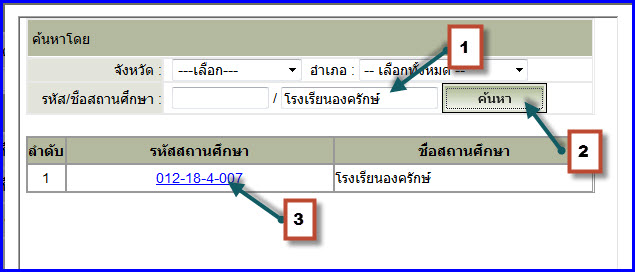 ค้นหาโดย
จังหวัด : ---เลือก--- อำเภอ : -- เลือกทั้งหมด -- 1
รหัส/ชื่อสถานศึกษา : / โรงเรียนองครักษ์ ค้นหา
2
ลำดับ รหัสสถานศึกษา ชื่อสถานศึกษา
1 012-18-4-007 โรงเรียนองครักษ์
3